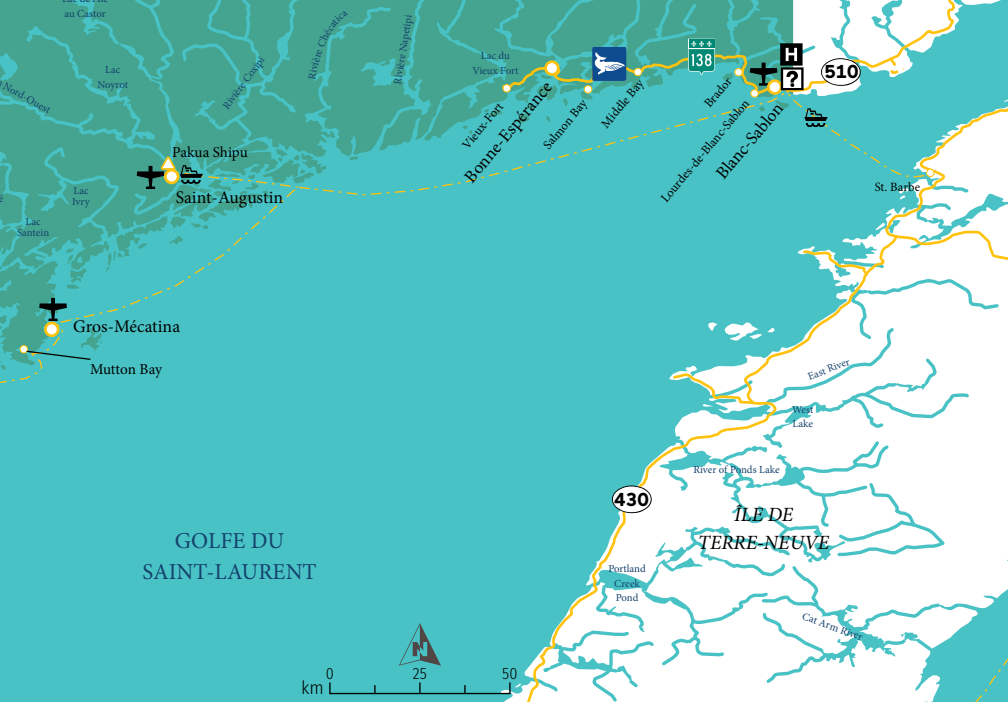 Lac de l'Île
au Castor
Rivière Chécatica
Rivière Napetipi
Rivière Coxipi
Lac
Noyrot
Nord-Ouest
Lac du
Vieux Fort
138
H
?
510
Vieux-Fort
Bonne-Espérance
Salmon Bay
Middle Bay
Brador
Lourdes-de-Blanc-Sablon
Blanc-Sablon
Pakua Shipu
Saint-Augustin
St. Barbe
Lac
Ivry
Lac
Santein
Gros-Mécatina
Mutton Bay
East River
West
Lake
River of Ponds Lake
430
ÎLE DE
TERRE-NEUVE
GOLFE DU
SAINT-LAURENT
Portland
Creek
Pond
Cat Arm River
N
km 0 25 50